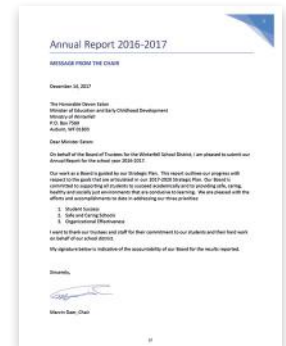 Annual Report 2016-2017
MESSAGE FROM THE CHAIR
December 14, 2017
The Honorable Devon Eaton
Minister of Education and Early Childhood Development
Ministry of Winterfell
P.O. Box 7569
Auburn, WF 01803
Dear Minister Eaton:
On behalf of the Board of Trustees for the Winterfell School District, I am pleased to submit our
Annual Report for the school year 2016-2017.
Our work as a Board is guided by our Strategic Plan. This report outlines our progress with
respect to the goals that are articulated in our 2017-2020 Strategic Plan. Our Board is
committed to supporting all students to succeed academically and to providing safe, caring,
healthy and socially just environments that are conducive to learning. We are pleased with the
efforts and accomplishments to date in addressing our three priorities:
1. Student Success
2. Safe and Caring Schools
3. Organizational Effectiveness
I want to thank our trustees and staff for their commitment to our students and their hard work
on behalf of our school district.
My signature below is indicative of the accountability of our Board for the results reported.
Sincerely,
Marvin Dare, Chair